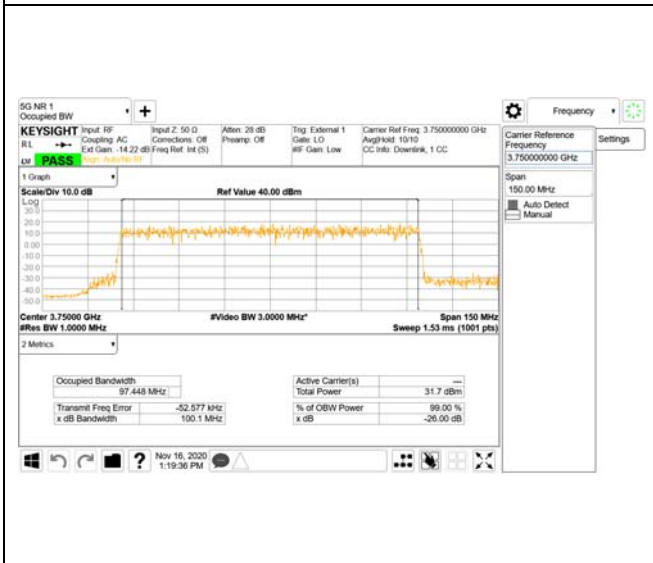 5G NR 1
Occupied BW
Frequency
KEYSIGHT
RL
PASS
Input: RF
Coupling: AC
Ext Gain: -14.22 dB
Align: Auto/No RF
Input Z: 50 Ω
Corrections: Off
Freq Ref: Int (S)
Atten: 28 dB
Preamp: Off
Trig: External 1
Gate: LO
#IF Gain: Low
Carrier Ref Freq: 3.750000000 GHz
Avg|Hold: 10/10
CC Info: Downlink, 1 CC
Carrier Reference
Frequency
3.750000000 GHz
Settings
Span
150.00 MHz
Auto Detect
Manual
1 Graph
Scale/Div 10.0 dB
Ref Value 40.00 dBm
Log
30.0
20.0
10.0
0.00
-10.0
-20.0
-30.0
-40.0
-50.0
Center 3.75000 GHz
#Video BW 3.0000 MHz*
Span 150 MHz
#Res BW 1.0000 MHz
Sweep 1.53 ms (1001 pts)
2 Metrics
Occupied Bandwidth
97.448 MHz
Active Carrier(s) ---
Total Power 31.7 dBm
Transmit Freq Error -52.577 kHz
% of OBW Power 99.00 %
x dB Bandwidth 100.1 MHz
x dB -26.00 dB
?
Nov 16, 2020
1:19:36 PM